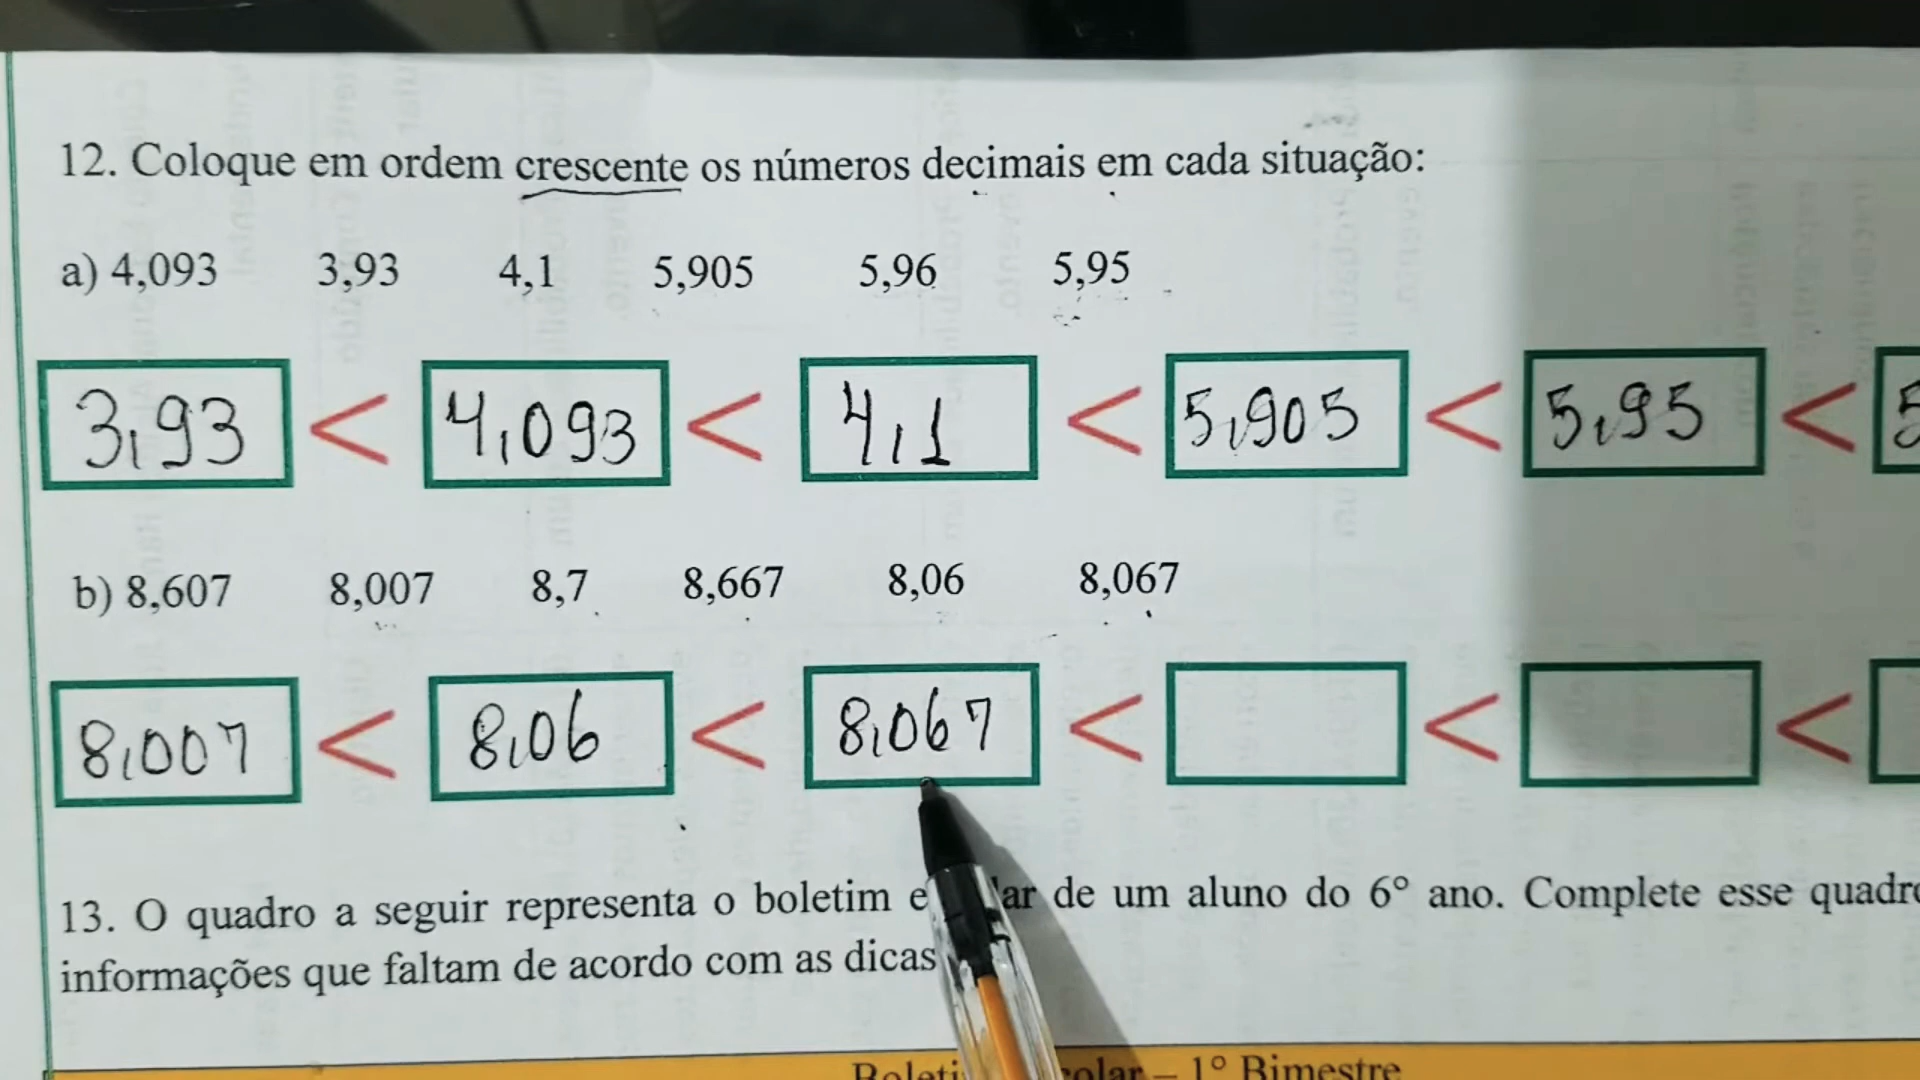 12. Coloque em ordem crescente os números decimais em cada situação:
a) 4,093 3,93 4,1 5,905 5,96 5,95
3,93 < 4,093 < 4,1 < 5,905 < 5,95 < 5
b) 8,607 8,007 8,7 8,667 8,06 8,067
8,007 < 8,06 < 8,067 < < <
13. O quadro a seguir representa o boletim de um aluno do 6° ano. Complete esse
informações que faltam de acordo com as dicas
– 1° Bimestre